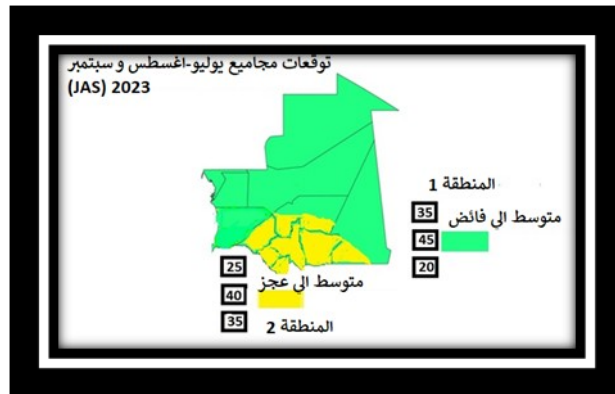 توقعات مجاميع يوليو-اغسطس و سبتمبر
(JAS) 2023
المنطقة 1
35
متوسط الي فائض
45
20
25
متوسط الي عجز
40
35
المنطقة 2